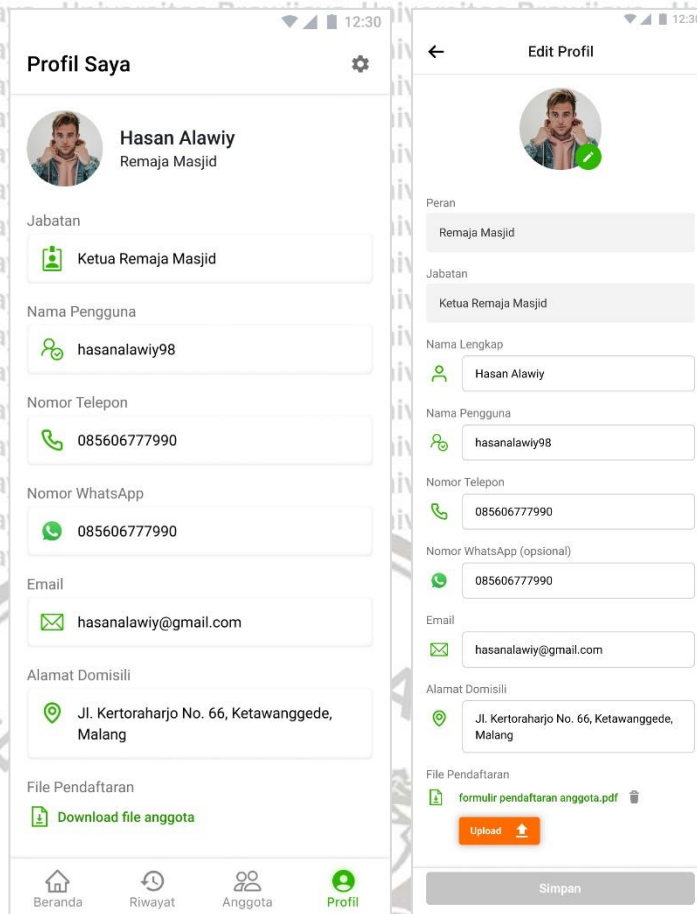 12:30
Profil Saya
Hasan Alawiy
Remaja Masjid
Jabatan
Ketua Remaja Masjid
Nama Pengguna
hasanalawiy98
Nomor Telepon
085606777990
Nomor WhatsApp
085606777990
Email
hasanalawiy@gmail.com
Alamat Domisili
Jl. Kertoraharjo No. 66, Ketawanggede,
Malang
File Pendaftaran
Download file anggota
Beranda
Riwayat
Anggota
Profil
12:30
Edit Profil
Peran
Remaja Masjid
Jabatan
Ketua Remaja Masjid
Nama Lengkap
Hasan Alawiy
Nama Pengguna
hasanalawiy98
Nomor Telepon
085606777990
Nomor WhatsApp (opsional)
085606777990
Email
hasanalawiy@gmail.com
Alamat Domisili
Jl. Kertoraharjo No. 66, Ketawanggede,
Malang
File Pendaftaran
formulir pendaftaran anggota.pdf
Upload
Simpan